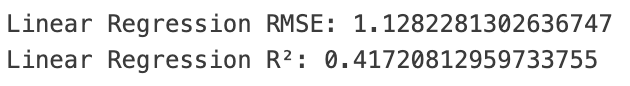 Linear Regression RMSE: 1.1282281302636747
Linear Regression R²: 0.41720812959733755